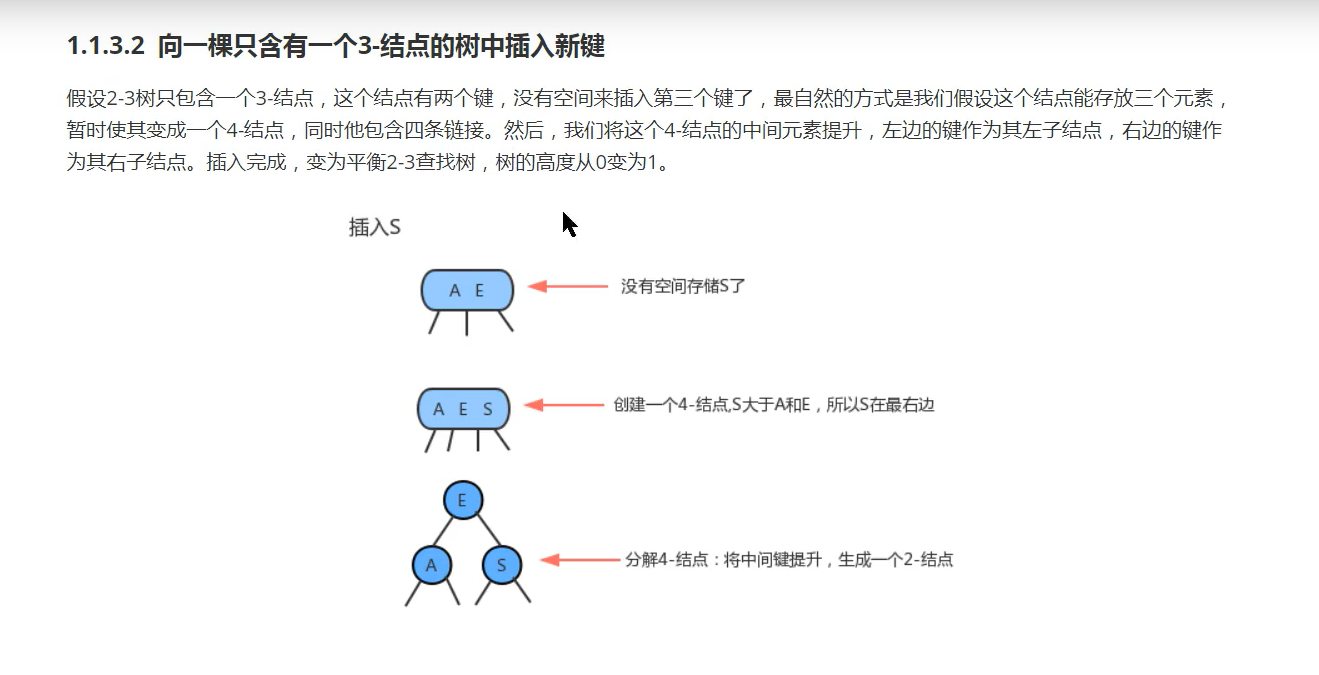 1.1.3.2 向一棵只含有一个3-结点的树中插入新键
假设2-3树只包含一个3-结点，这个结点有两个键，没有空间来插入第三个键了，最自然的方式是我们假设这个结点能存放三个元素，
暂时使其变成一个4-结点，同时他包含四条链接。然后，我们将这个4-结点的中间元素提升，左边的键作为其左子结点，右边的键作
为其右子结点。插入完成，变为平衡2-3查找树，树的高度从0变为1。
插入S
A E
没有空间存储S了
A E S
创建一个4-结点,S大于A和E，所以S在最右边
E
A
S
分解4-结点：将中间键提升，生成一个2-结点